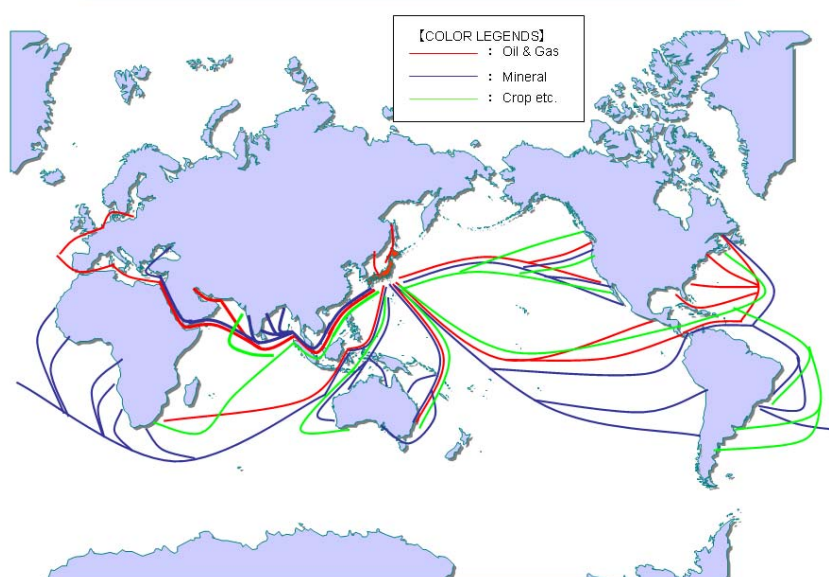 【COLOR LEGENDS】
: Oil & Gas
: Mineral
: Crop etc.